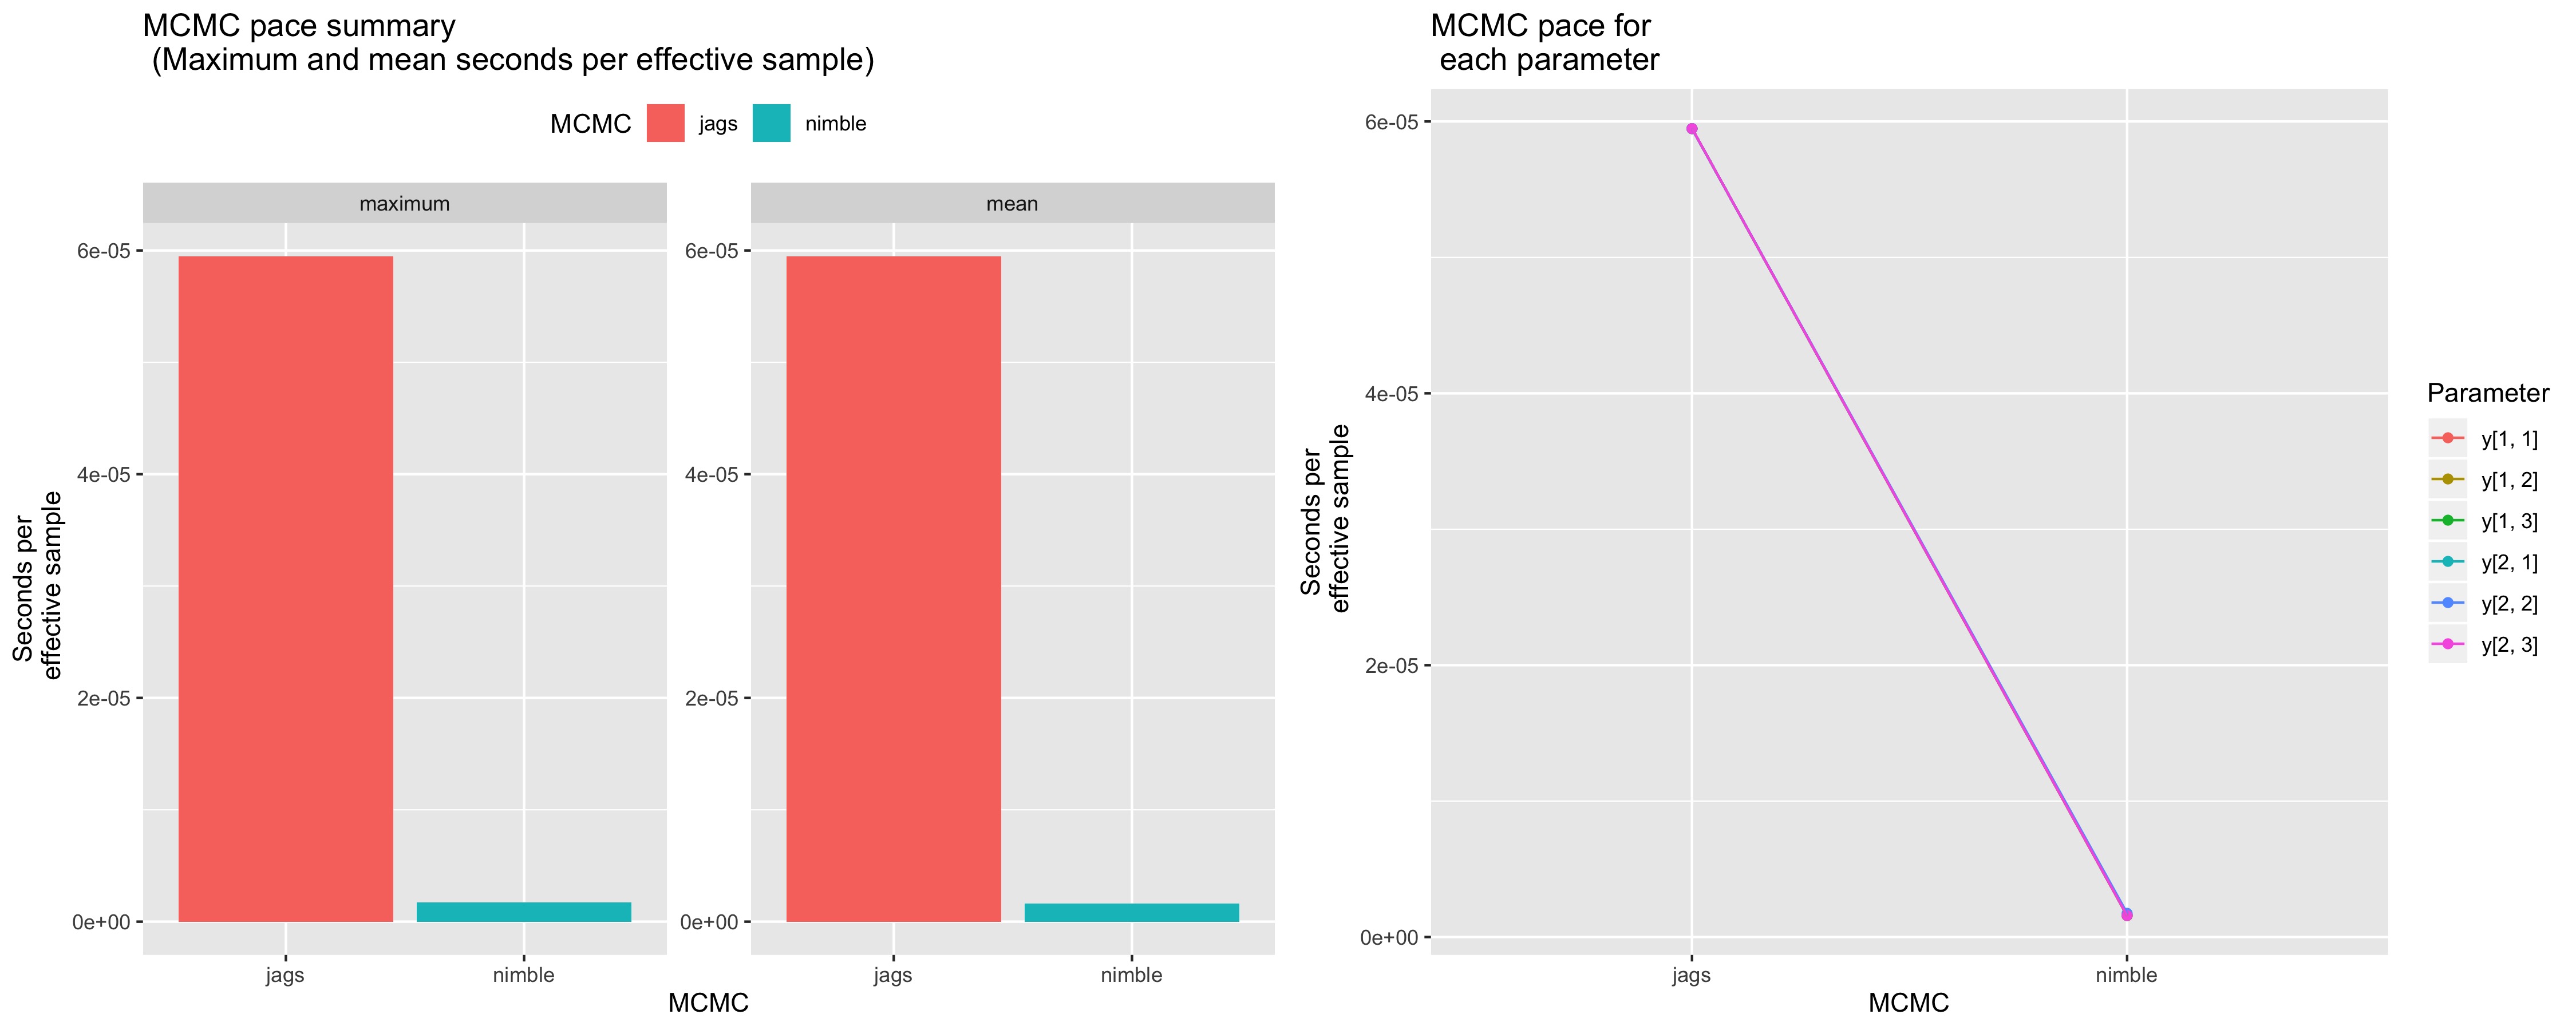 MCMC pace summary
(Maximum and mean seconds per effective sample)
MCMC jags nimble
maximum
mean
Seconds per
effective sample
6e-05
4e-05
2e-05
0e+00
6e-05
4e-05
2e-05
0e+00
jags
nimble
jags
nimble
MCMC
MCMC pace for
each parameter
Seconds per
effective sample
6e-05
4e-05
2e-05
0e+00
jags
nimble
MCMC
Parameter
y[1, 1]
y[1, 2]
y[1, 3]
y[2, 1]
y[2, 2]
y[2, 3]